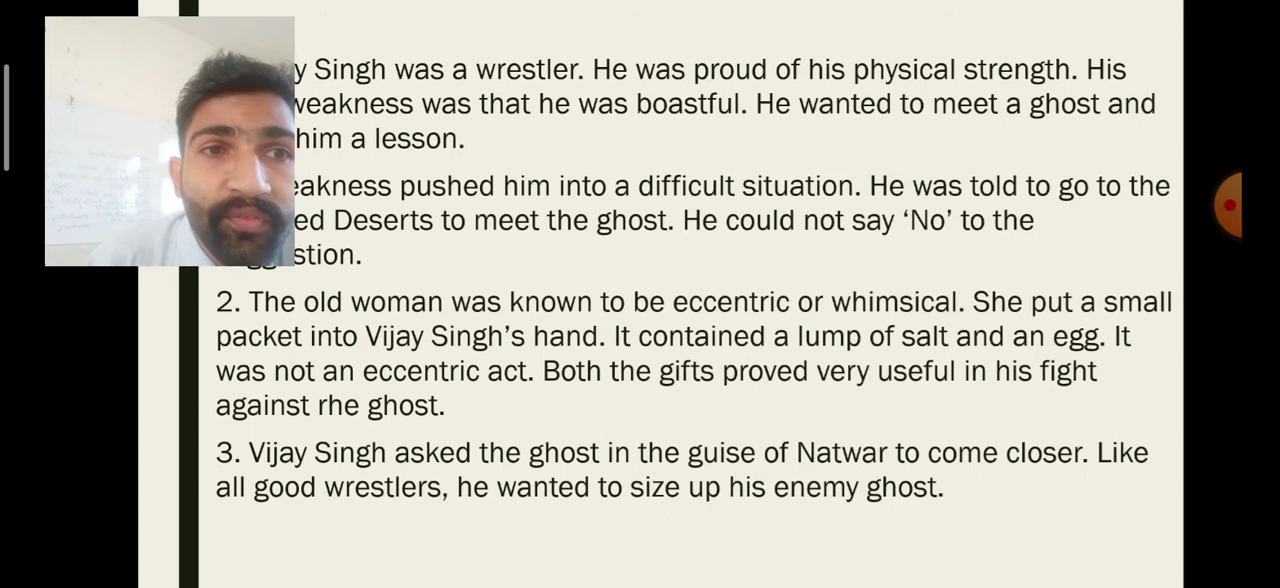 Singh was a wrestler. He was proud of his physical strength. His
weakness was that he was boastful. He wanted to meet a ghost and
him a lesson.
pushed him into a difficult situation. He was told to go to the
Deserts to meet the ghost. He could not say ‘No’ to the
2. The old woman was known to be eccentric or whimsical. She put a small
packet into Vijay Singh’s hand. It contained a lump of salt and an egg. It
was not an eccentric act. Both the gifts proved very useful in his fight
against rhe ghost.
3. Vijay Singh asked the ghost in the guise of Natwar to come closer. Like
all good wrestlers, he wanted to size up his enemy ghost.